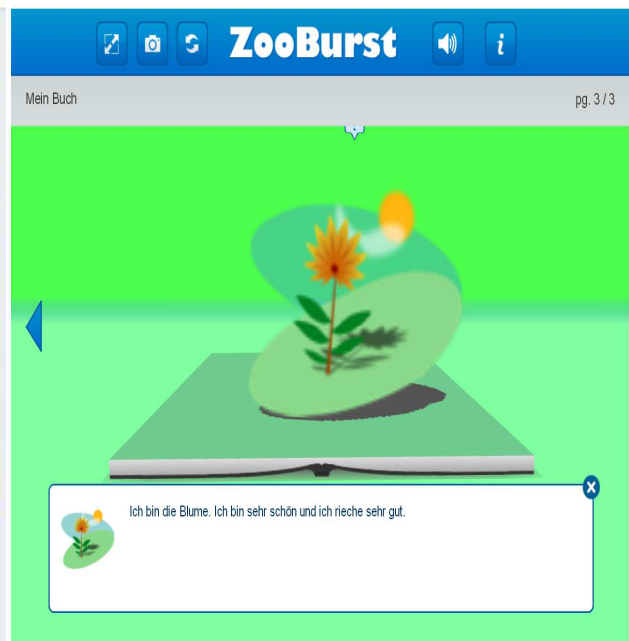 ZooBurst
Mein Buch
pg. 3 / 3
Ich bin die Blume. Ich bin sehr schön und ich rieche sehr gut.